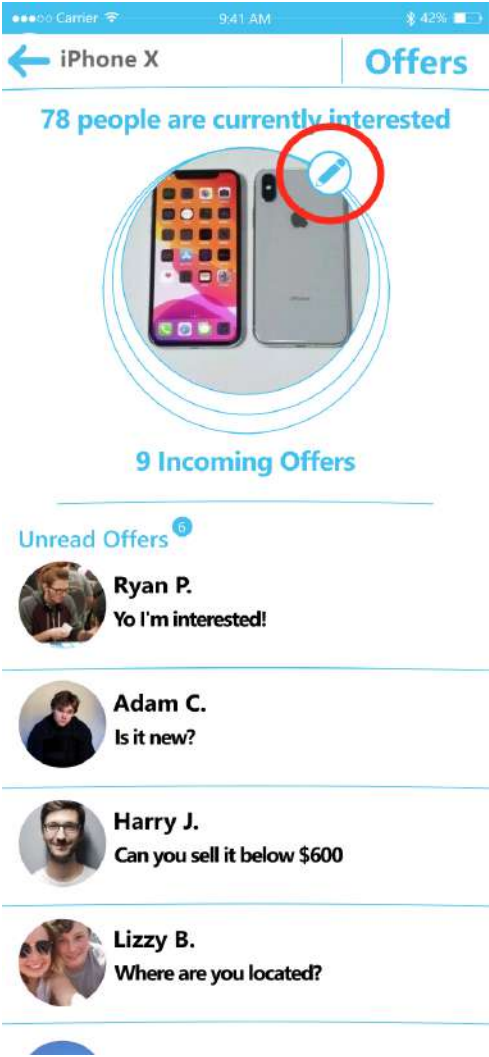 Carrier 9:41 AM 42%
iPhone X Offers
78 people are currently interested
9 Incoming Offers
Unread Offers 6
Ryan P.
Yo I'm interested!
Adam C.
Is it new?
Harry J.
Can you sell it below $600
Lizzy B.
Where are you located?